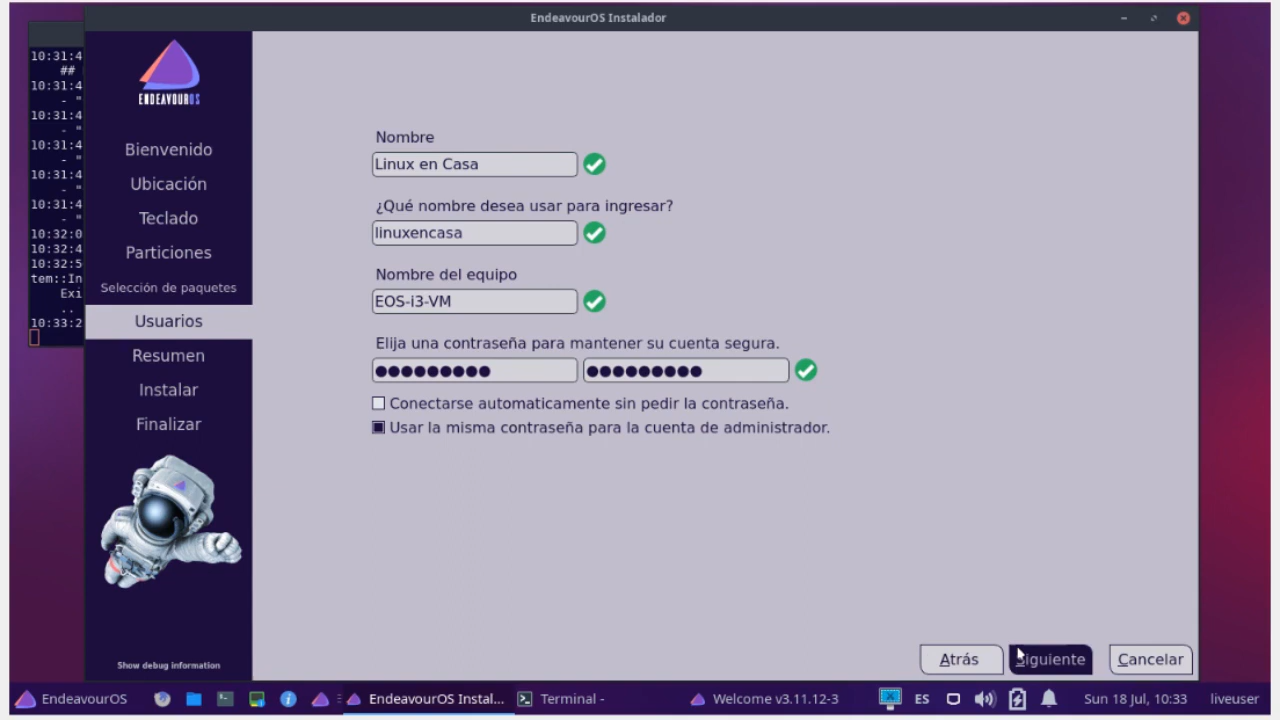 EndeavourOS Instalador
10:31:4
##
10:31:4
- "
10:31:4
- "
10:31:4
- "
10:31:4
- "
10:31:4
- "
10:32:0
10:32:4
10:32:5
tem::In
Exi
..
10:33:2
ENDEAVOUROS
Bienvenido
Ubicación
Teclado
Particiones
Selección de paquetes
Usuarios
Resumen
Instalar
Finalizar
Show debug information
Nombre
Linux en Casa
¿Qué nombre desea usar para ingresar?
linuxencasa
Nombre del equipo
EOS-i3-VM
Elija una contraseña para mantener su cuenta segura.
●●●●●●●●● ●●●●●●●●●
Conectarse automaticamente sin pedir la contraseña.
Usar la misma contraseña para la cuenta de administrador.
Atrás Siguiente Cancelar
EndeavourOS EndeavourOS Instal... Terminal - Welcome v3.11.12-3 ES Sun 18 Jul, 10:33 liveuser